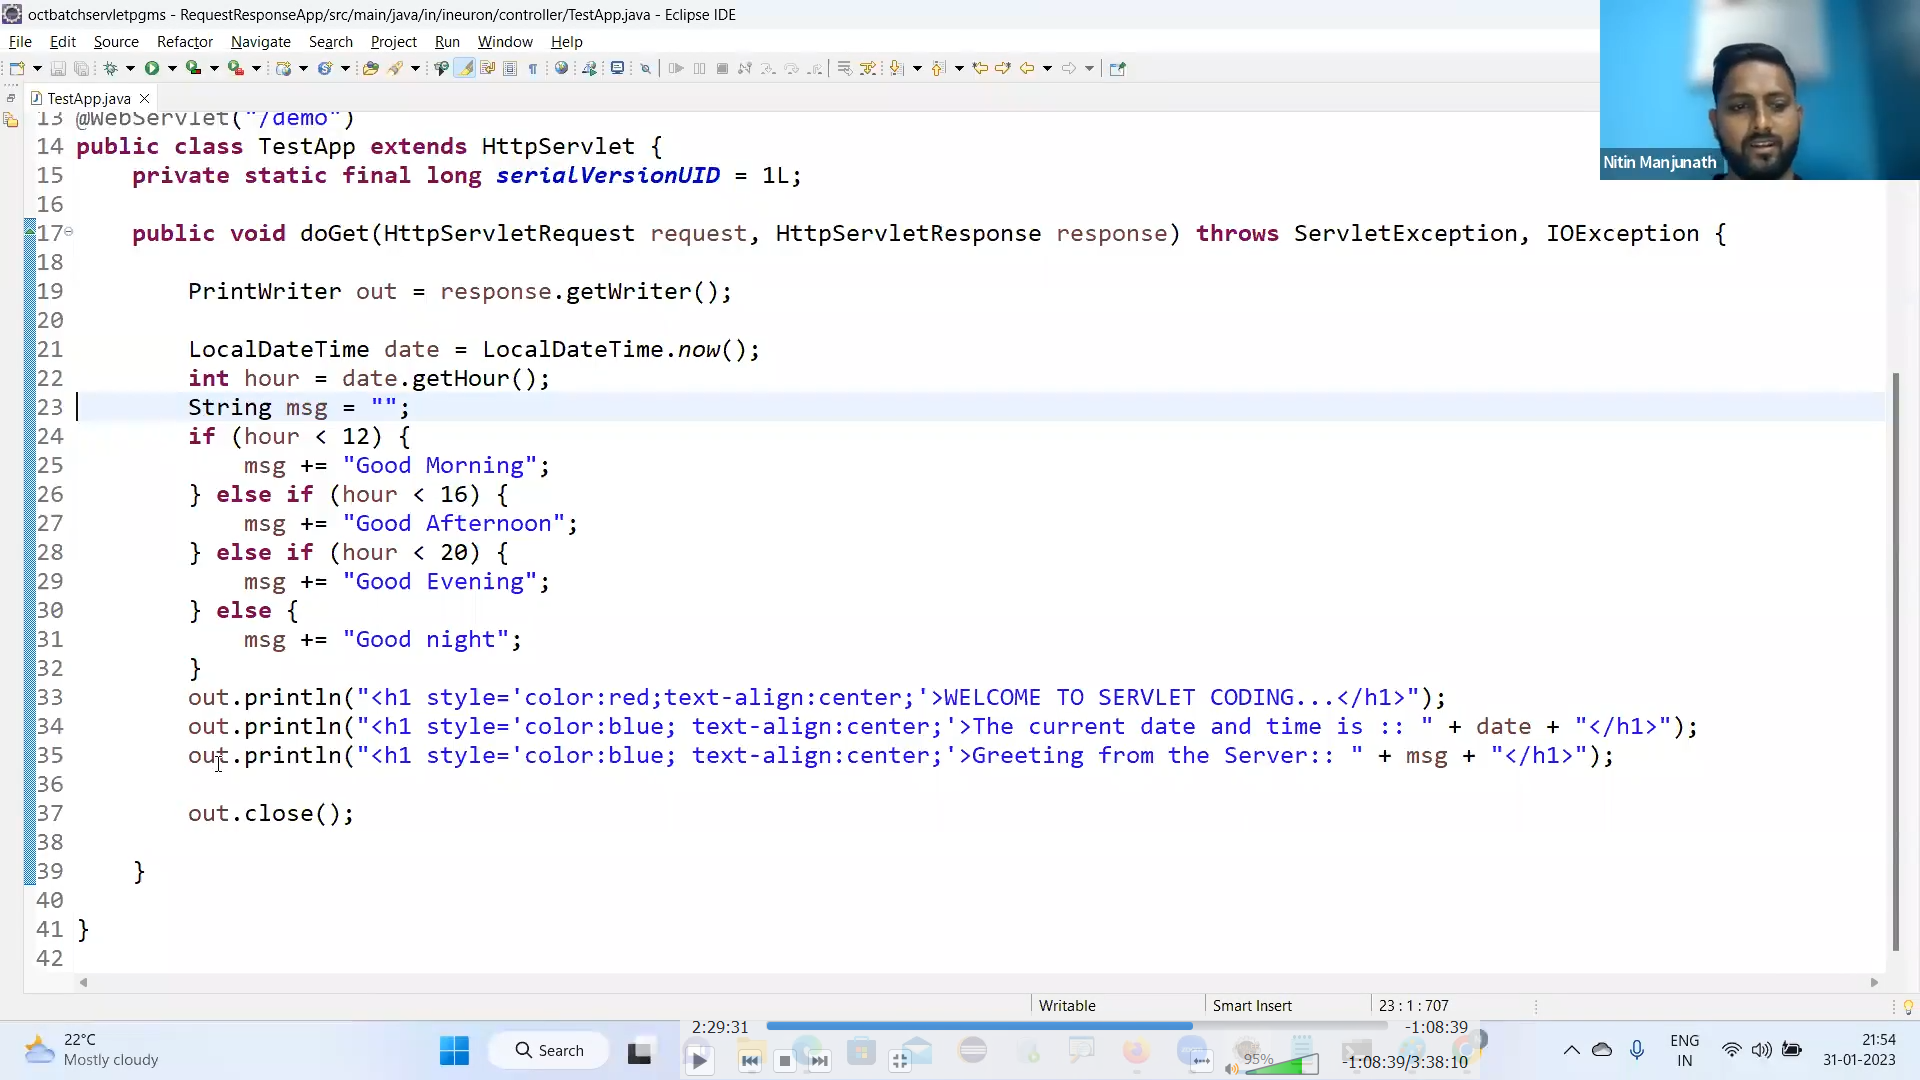 octbatchservletpgms - RequestResponseApp/src/main/java/in/ineuron/controller/TestApp.java - Eclipse IDE
File Edit Source Refactor Navigate Search Project Run Window Help
TestApp.java
Nitin Manjunath
13 @WebServlet("/demo")
14 public class TestApp extends HttpServlet {
15     private static final long serialVersionUID = 1L;
16
17     public void doGet(HttpServletRequest request, HttpServletResponse response) throws ServletException, IOException {
18
19         PrintWriter out = response.getWriter();
20
21         LocalDateTime date = LocalDateTime.now();
22         int hour = date.getHour();
23         String msg = "";
24         if (hour < 12) {
25             msg += "Good Morning";
26         } else if (hour < 16) {
27             msg += "Good Afternoon";
28         } else if (hour < 20) {
29             msg += "Good Evening";
30         } else {
31             msg += "Good night";
32         }
33         out.println("<h1 style='color:red;text-align:center;'>WELCOME TO SERVLET CODING...</h1>");
34         out.println("<h1 style='color:blue; text-align:center;'>The current date and time is :: " + date + "</h1>");
35         out.println("<h1 style='color:blue; text-align:center;'>Greeting from the Server:: " + msg + "</h1>");
36
37         out.close();
38
39     }
40
41 }
42
Writable Smart Insert 23 : 1 : 707
2:29:31 -1:08:39
22°C
Mostly cloudy
Search
95%
-1:08:39/3:38:10
ENG
IN
21:54
31-01-2023